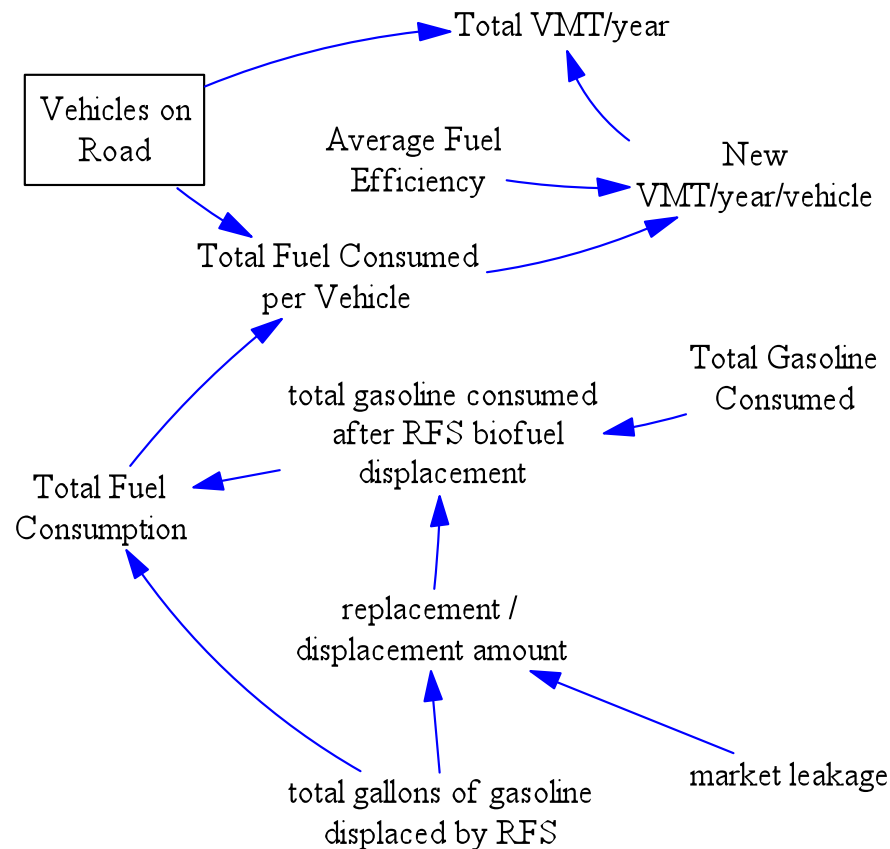 Total VMT/year
Vehicles on
Road
Average Fuel
Efficiency
New
VMT/year/vehicle
Total Fuel Consumed
per Vehicle
Total Gasoline
Consumed
total gasoline consumed
after RFS biofuel
displacement
Total Fuel
Consumption
replacement /
displacement amount
market leakage
total gallons of gasoline
displaced by RFS